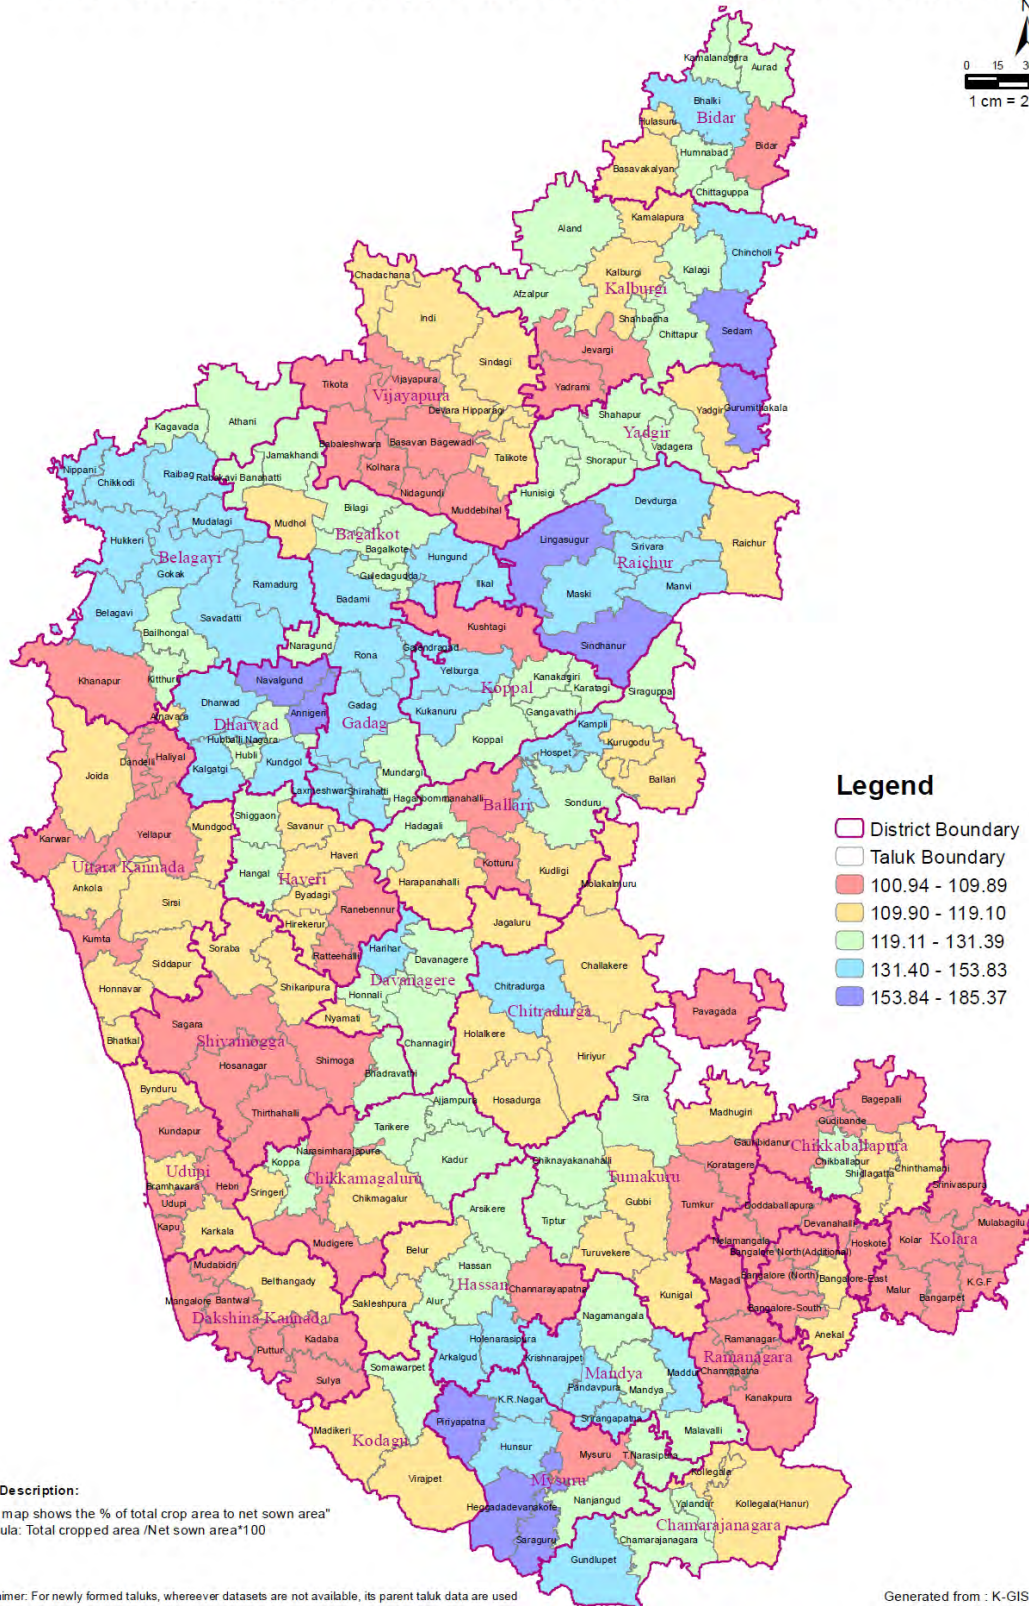 N
0 15 3
1 cm = 2
Kamalanagara
Aurad
Bhalki
Bidar
Hulasuru
Bidar
Humnabad
Basavakalyan
Chittaguppa
Kamalapura
Aland
Chincholi
Kalagi
Kalburgi
Chadachana
Kalburgi
Afzalpur
Indi
Shahbadha
Sedam
Chittapur
Jevargi
Sindagi
Vijayapura
Tikota
Yadrami
Vijayapura
Devara Hipparagi
Yadgir
Gurumithakala
Shahapur
Athani
Kagavada
Yadgir
Babaleshwara
Basavan Bagewadi
Vadagera
Jamakhandi
Talikote
Shorapur
Kolhara
Nippani
Raibag
Rabakavi Banahatti
Chikkodi
Nidagundi
Hunisigi
Devdurga
Bilagi
Muddebihal
Mudalagi
Mudhol
Bagalkot
Hukkeri
Lingasugur
Raichur
Sirivara
Bagalkote
Belagavi
Hungund
Raichur
Gokak
Guledagudda
Ramadurg
Ilkal
Manvi
Maski
Badami
Belagavi
Savadatti
Kushtagi
Bailhongal
Naragund
Sindhanur
Gajendragad
Rona
Yelburga
Khanapur
Kitthur
Navalgund
Kanakagiri
Koppal
Karatagi
Siraguppa
Dharwad
Gadag
Kukanuru
Gangavathi
Annigeri
Alnavara
Dharwad
Gadag
Kampli
Hubballi Nagara
Koppal
Kurugodu
Hospet
Hubli
Dandeli
Haliyal
Kundgol
Kalgatgi
Mundargi
Joida
Ballari
Laxmeshwar
Shirahatti
Hagaribommanahalli
Ballari
Sonduru
Shiggaon
Mundgod
Savanur
Hadagali
Karwar
Yellapur
Haveri
Kotturu
Uttara Kannada
Hangal
Haveri
Kudligi
Harapanahalli
Molakalmuru
Ankola
Byadagi
Sirsi
Ranebennur
Hirekerur
Jagaluru
Kumta
Soraba
Harihar
Ratteehalli
Davanagere
Siddapur
Challakere
Davanagere
Shikaripura
Chitradurga
Honnavar
Honnali
Chitradurga
Pavagada
Nyamati
Sagara
Holalkere
Bhatkal
Shivamogga
Channagiri
Hiriyur
Shimoga
Hosanagar
Bhadravathi
Bynduru
Sira
Hosadurga
Ajjampura
Bagepalli
Thirthahalli
Madhugiri
Gudibande
Tarikere
Kundapur
Gauribidanur
Chikkaballapura
Narasimharajapura
Kadur
Chiknayakanahalli
Koppa
Koratagere
Chikballapur
Chinthamani
Udupi
Shidlagatta
Chikkamagaluru
Tumakuru
Srinivaspura
Bramhavara
Hebri
Sringeri
Chikmagalur
Gubbi
Udupi
Arsikere
Tumkur
Doddaballapura
Kapu
Tiptur
Devanahalli
Mulabagilu
Karkala
Mudigere
Nelamangala
Hoskote
Kolar
Kolara
Belur
Turuvekere
Bangalore North(Additional)
Mudabidri
Hassan
Belthangady
Magadi
Bangalore (North)
Bangalore-East
K.G.F
Hassan
Channarayapatna
Malur
Bangarpet
Kunigal
Mangalore
Bantwal
Sakleshpura
Alur
Bangalore-South
Nagamangala
Dakshina Kannada
Anekal
Kadaba
Holenarasipura
Ramanagar
Puttur
Arkalgud
Krishnarajpet
Ramanagara
Somawarpet
Mandya
Maddur
Channapatna
Sulya
Pandavpura
Mandya
K.R.Nagar
Kanakpura
Srirangapatna
Piriyapatna
Madikeri
Malavalli
Kodagu
Hunsur
Mysuru
T.Narasipura
Kollegala
Virajpet
Mysuru
Nanjangud
Yalandur
Kollegala(Hanur)
Heggadadevanakote
Chamarajanagara
Saraguru
Chamarajanagara
Gundlupet
Legend
District Boundary
Taluk Boundary
100.94 - 109.89
109.90 - 119.10
119.11 - 131.39
131.40 - 153.83
153.84 - 185.37
Description:
map shows the % of total crop area to net sown area"
ula: Total cropped area /Net sown area*100
aimer: For newly formed taluks, whereever datasets are not available, its parent taluk data are used
Generated from : K-GIS